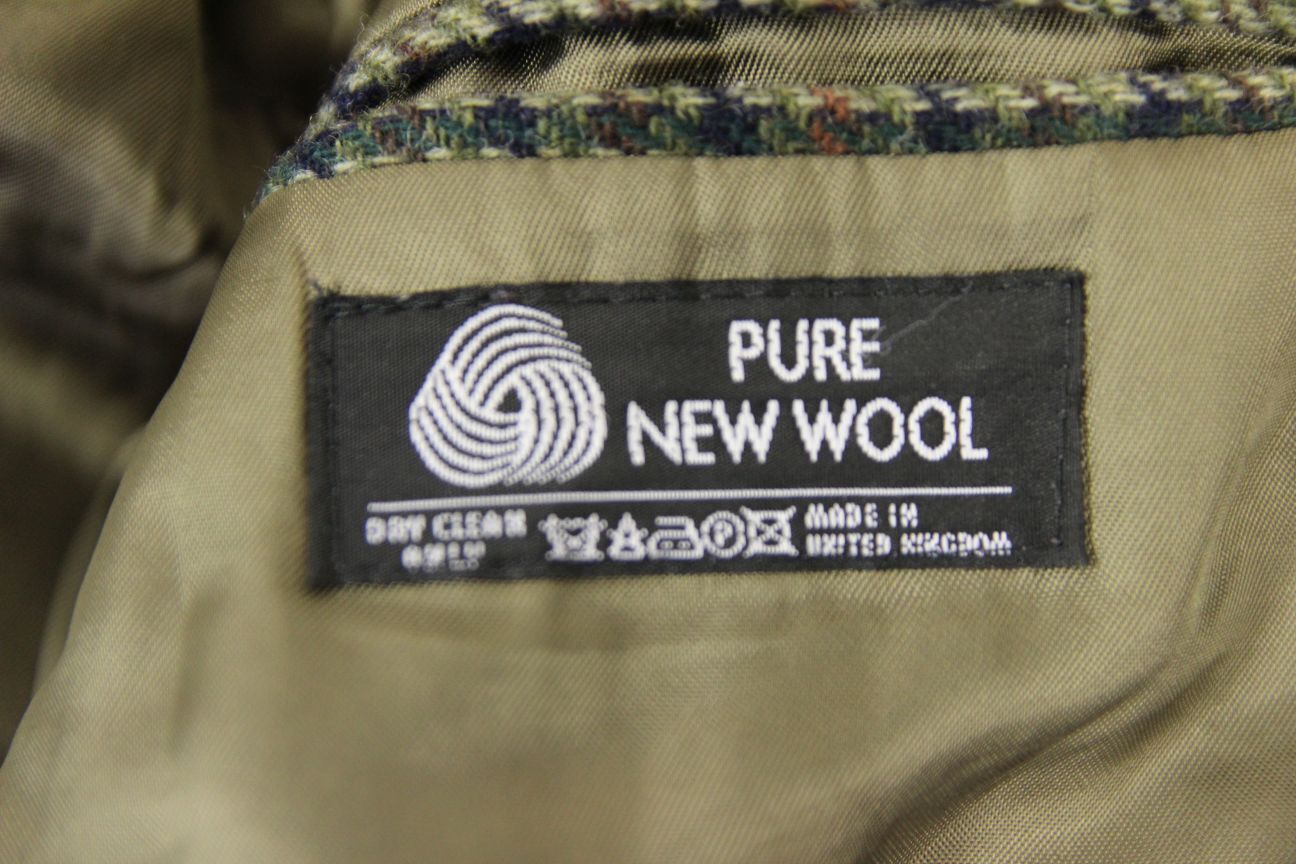 PURE
NEW WOOL
DRY CLEAN
ONLY
P
MADE IN
UNITED KINGDOM